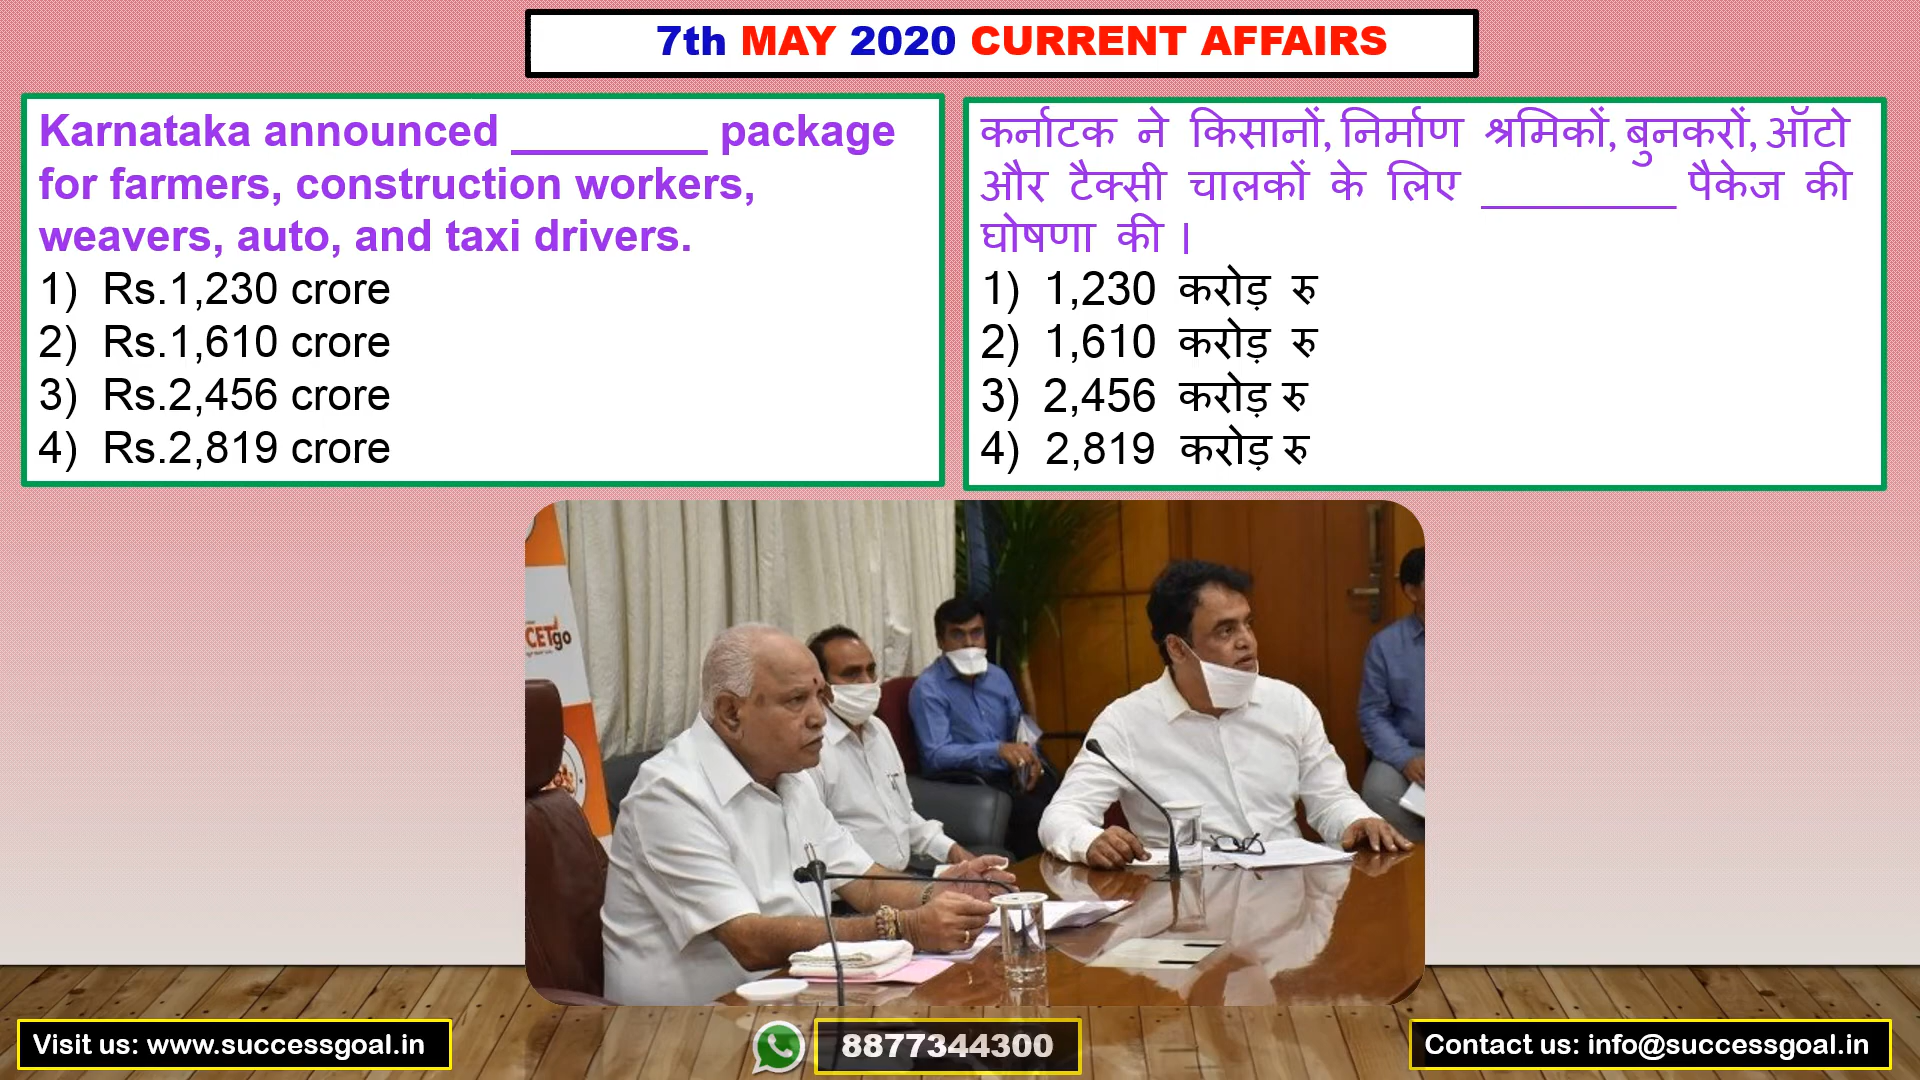 7th MAY 2020 CURRENT AFFAIRS
Karnataka announced ________ package
for farmers, construction workers,
weavers, auto, and taxi drivers.
1) Rs.1,230 crore
2) Rs.1,610 crore
3) Rs.2,456 crore
4) Rs.2,819 crore
कर्नाटक ने किसानों, निर्माण श्रमिकों, बुनकरों, ऑटो
और टैक्सी चालकों के लिए ________ पैकेज की
घोषणा की ।
1) 1,230 करोड़ रु
2) 1,610 करोड़ रु
3) 2,456 करोड़ रु
4) 2,819 करोड़ रु
CETgo
Visit us: www.successgoal.in
8877344300
Contact us: info@successgoal.in